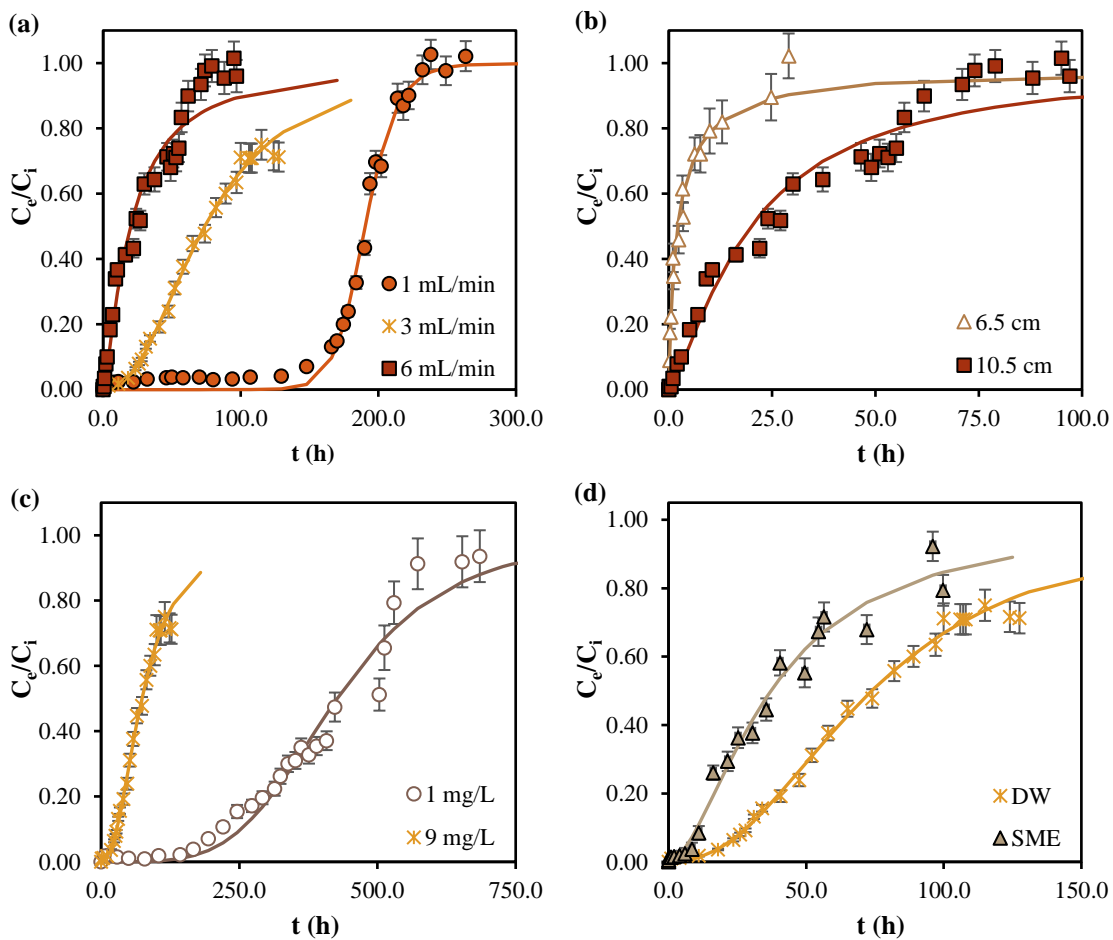 (a)
1.00
0.80
0.60
0.40
0.20
0.00
Ce/Ci
0.0 100.0 200.0 300.0
t (h)
1 mL/min
3 mL/min
6 mL/min
(b)
1.00
0.80
0.60
0.40
0.20
0.00
Ce/Ci
0.0 25.0 50.0 75.0 100.0
t (h)
6.5 cm
10.5 cm
(c)
1.00
0.80
0.60
0.40
0.20
0.00
Ce/Ci
0.0 250.0 500.0 750.0
t (h)
1 mg/L
9 mg/L
(d)
1.00
0.80
0.60
0.40
0.20
0.00
Ce/Ci
0.0 50.0 100.0 150.0
t (h)
DW
SME